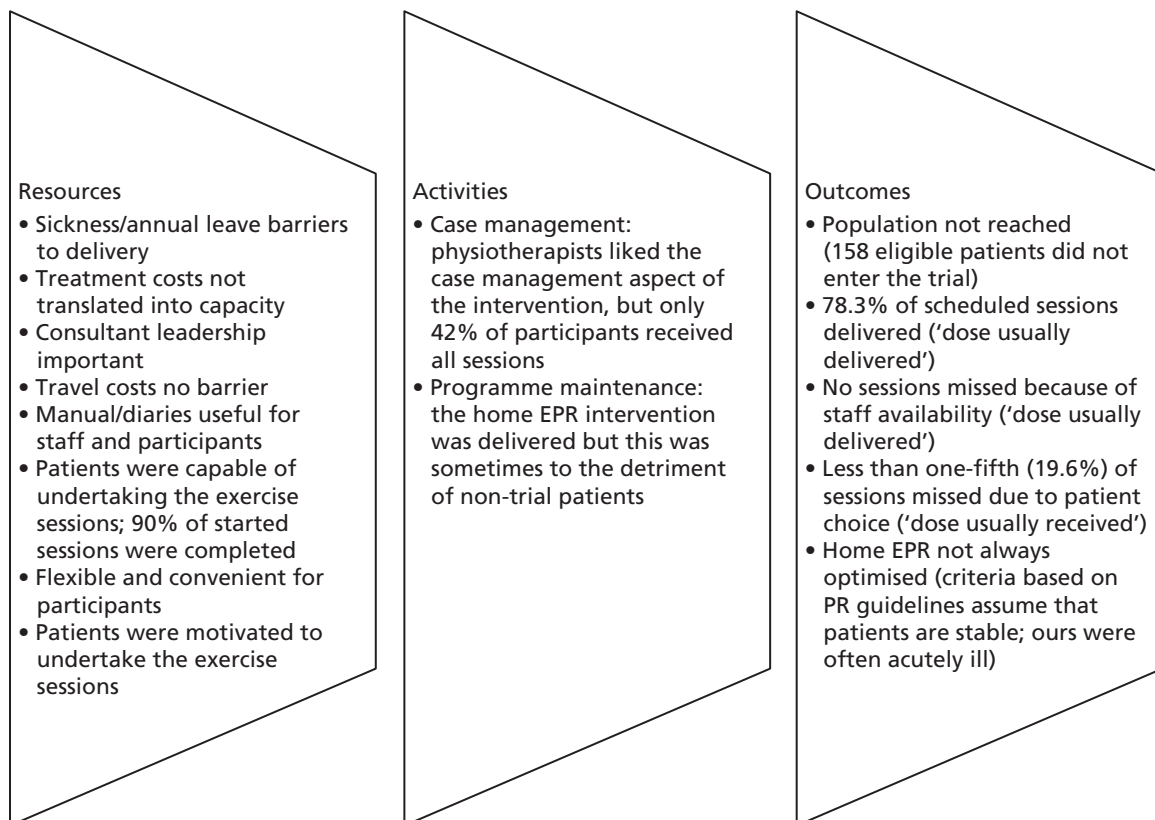 Resources
• Sickness/annual leave barriers
to delivery
• Treatment costs not
translated into capacity
• Consultant leadership
important
• Travel costs no barrier
• Manual/diaries useful for
staff and participants
• Patients were capable of
undertaking the exercise
sessions; 90% of started
sessions were completed
• Flexible and convenient for
participants
• Patients were motivated to
undertake the exercise
sessions
Activities
• Case management:
physiotherapists liked the
case management aspect of
the intervention, but only
42% of participants received
all sessions
• Programme maintenance:
the home EPR intervention
was delivered but this was
sometimes to the detriment
of non-trial patients
Outcomes
• Population not reached
(158 eligible patients did not
enter the trial)
• 78.3% of scheduled sessions
delivered (‘dose usually
delivered’)
• No sessions missed because of
staff availability (‘dose usually
delivered’)
• Less than one-fifth (19.6%) of
sessions missed due to patient
choice (‘dose usually received’)
• Home EPR not always
optimised (criteria based on
PR guidelines assume that
patients are stable; ours were
often acutely ill)